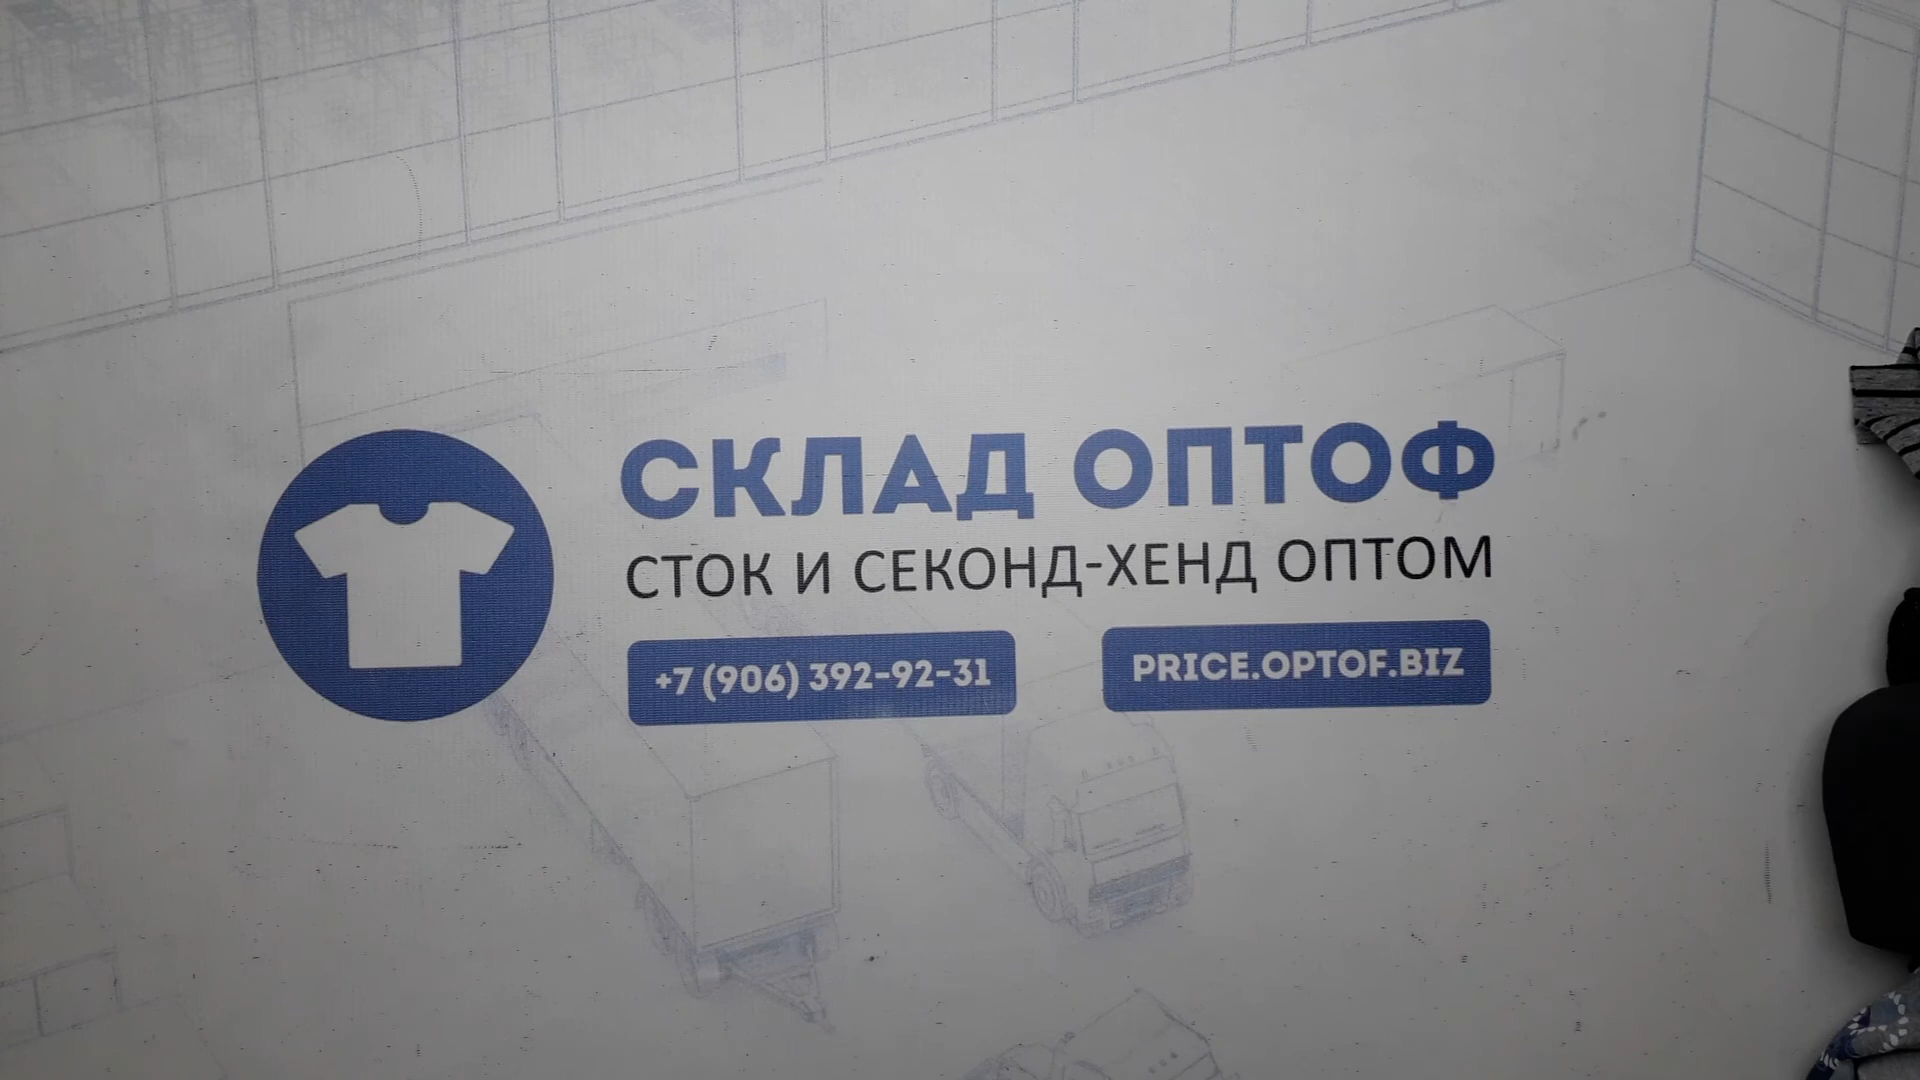 СКЛАД ОПТОФ
СТОК И СЕКОНД-ХЕНД ОПТОМ
+7 (906) 392-92-31
PRICE.OPTOF.BIZ